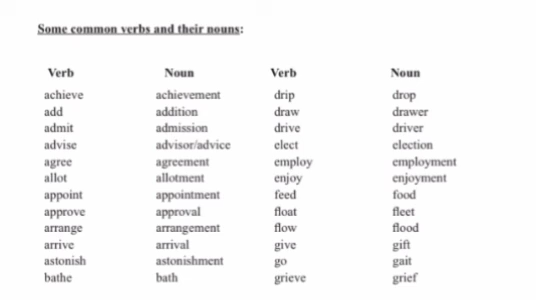 Some common verbs and their nouns:
Verb Noun Verb Noun
achieve achievement drip drop
add addition draw drawer
admit admission drive driver
advise advisor/advice elect election
agree agreement employ employment
allot allotment enjoy enjoyment
appoint appointment feed food
approve approval float fleet
arrange arrangement flow flood
arrive arrival give gift
astonish astonishment go gait
bathe bath grieve grief